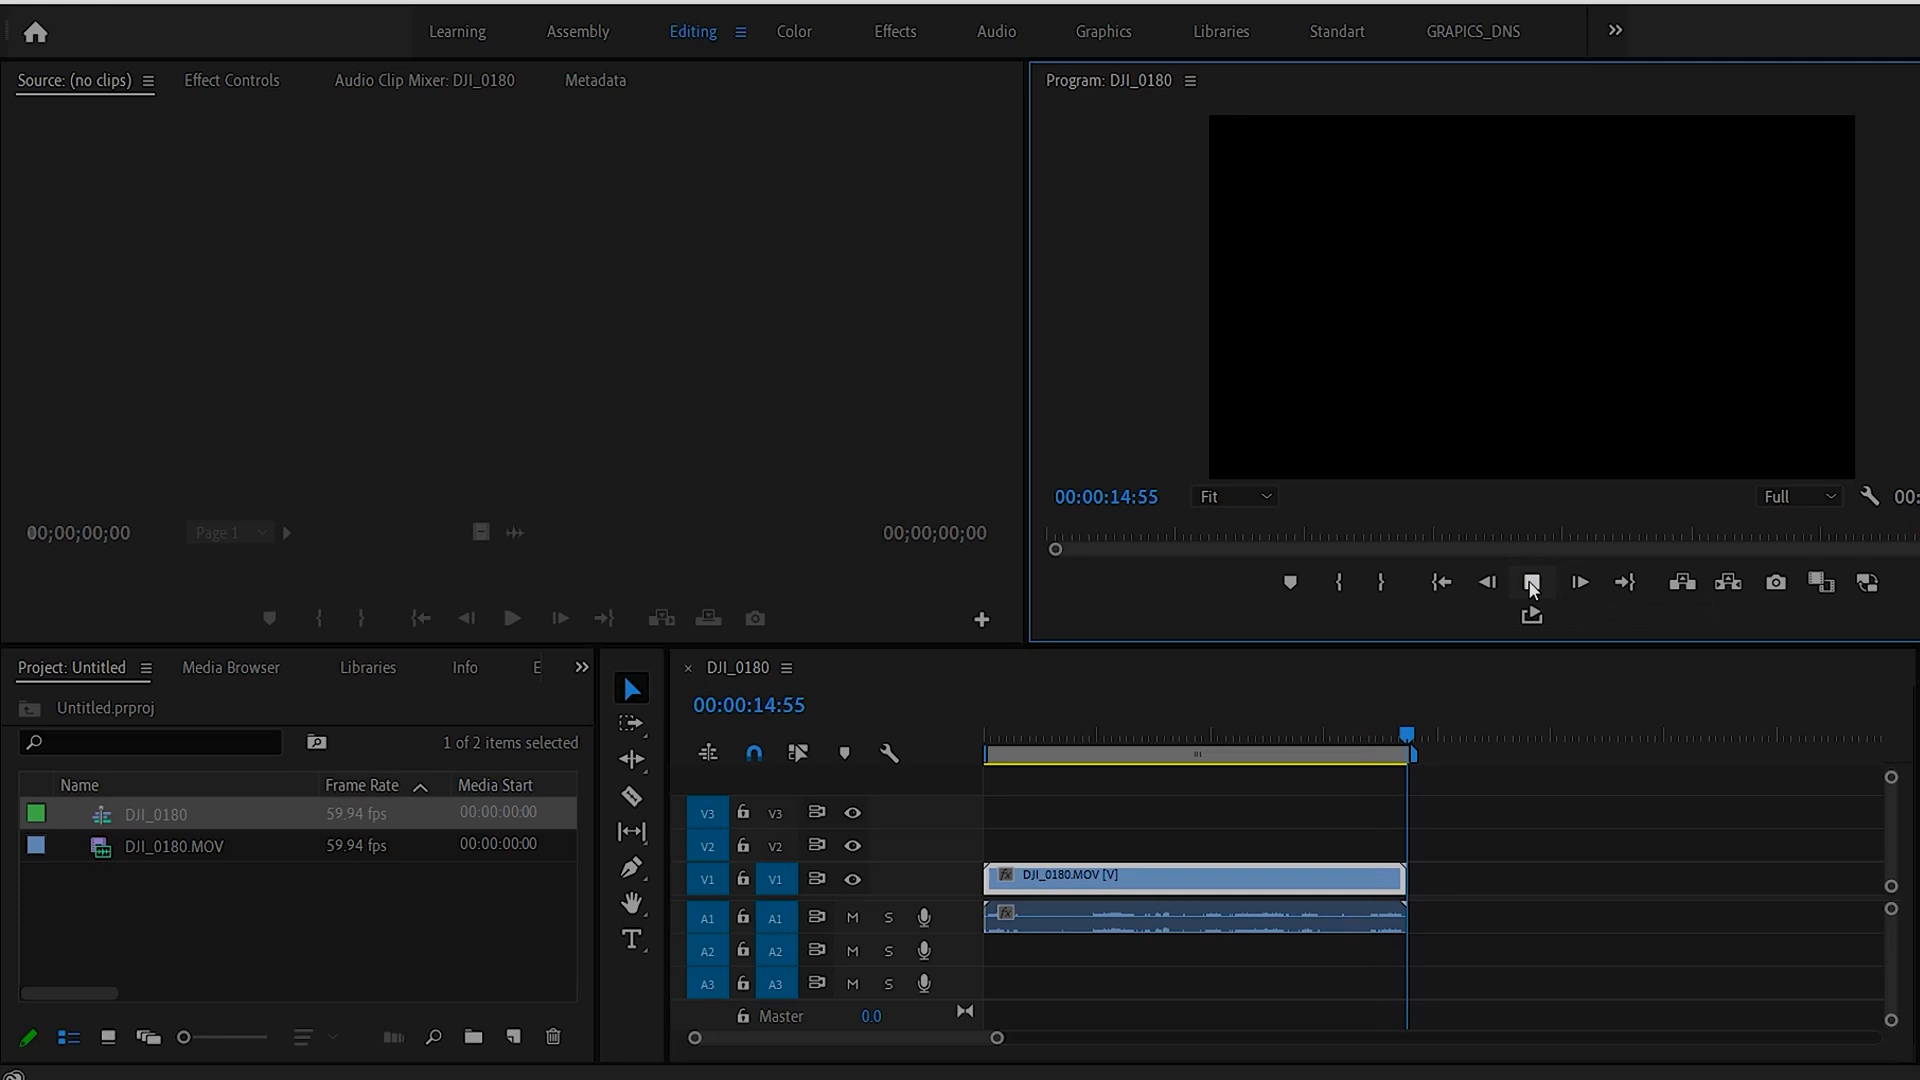 Learning Assembly Editing Color Effects Audio Graphics Libraries Standart GRAPICS_DNS
Source: (no clips) Effect Controls Audio Clip Mixer: DJI_0180 Metadata
Program: DJI_0180
00:00:14:55 Fit Full 00:
00;00;00;00 Page 1 00;00;00;00
Project: Untitled Media Browser Libraries Info E
Untitled.prproj
1 of 2 items selected
Name Frame Rate Media Start
DJI_0180 59.94 fps 00:00:00:00
DJI_0180.MOV 59.94 fps 00:00:00:00
× DJI_0180
00:00:14:55
V3 V3
V2 V2
V1 V1 fx DJI_0180.MOV [V]
A1 A1 M S fx
A2 A2 M S
A3 A3 M S
Master 0.0